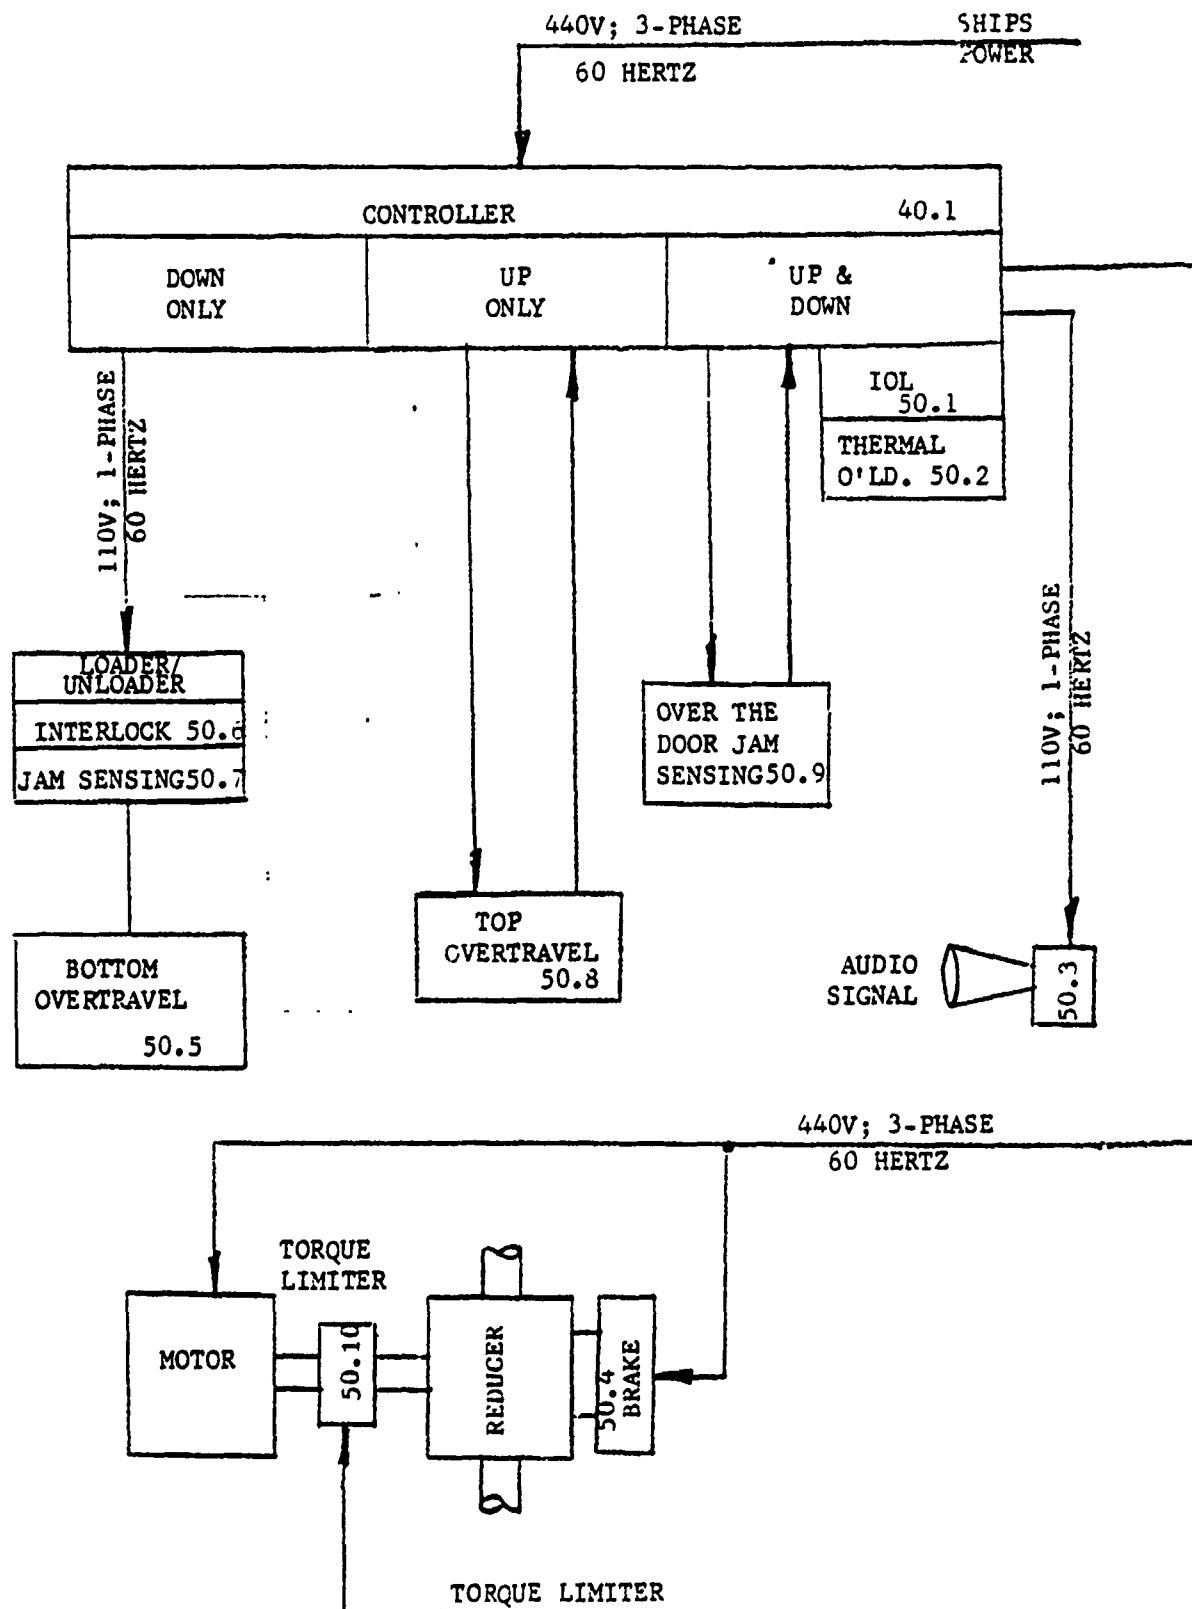 440V; 3-PHASE
60 HERTZ
SHIPS
POWER
CONTROLLER 40.1
DOWN
ONLY
UP
ONLY
UP &
DOWN
IOL
50.1
THERMAL
O'LD. 50.2
110V; 1-PHASE
60 HERTZ
110V; 1-PHASE
60 HERTZ
LOADER/
UNLOADER
INTERLOCK 50.6
JAM SENSING50.7
OVER THE
DOOR JAM
SENSING50.9
TOP
OVERTRAVEL
50.8
BOTTOM
OVERTRAVEL
50.5
AUDIO
SIGNAL
50.3
440V; 3-PHASE
60 HERTZ
TORQUE
LIMITER
MOTOR
50.10
REDUCER
50.4
BRAKE
TORQUE LIMITER